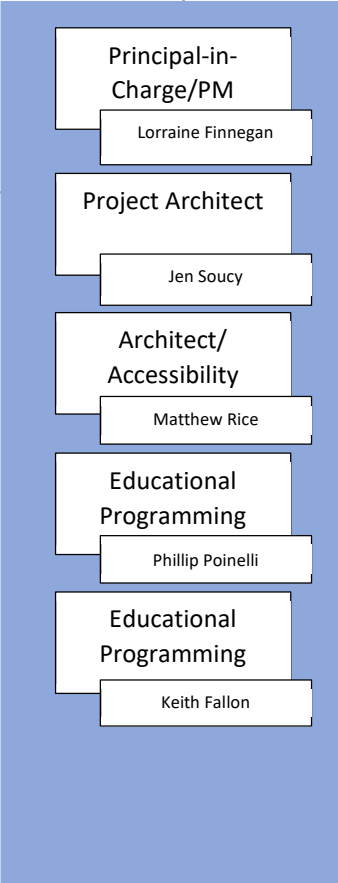 Principal-in-
Charge/PM
Lorraine Finnegan
Project Architect
Jen Soucy
Architect/
Accessibility
Matthew Rice
Educational
Programming
Phillip Poinelli
Educational
Programming
Keith Fallon